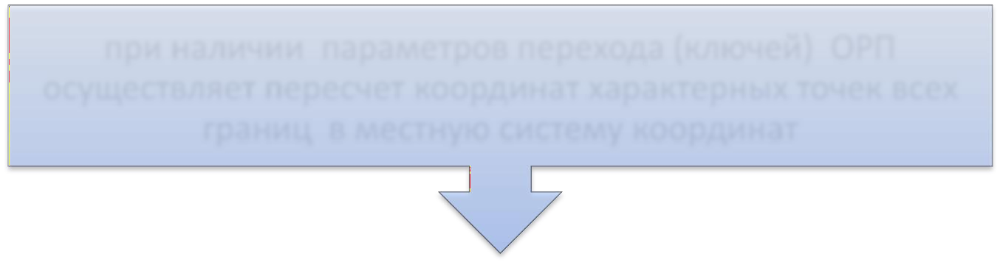 при наличии параметров перехода (ключей) ОРП
осуществляет пересчет координат характерных точек всех
границ в местную систему координат